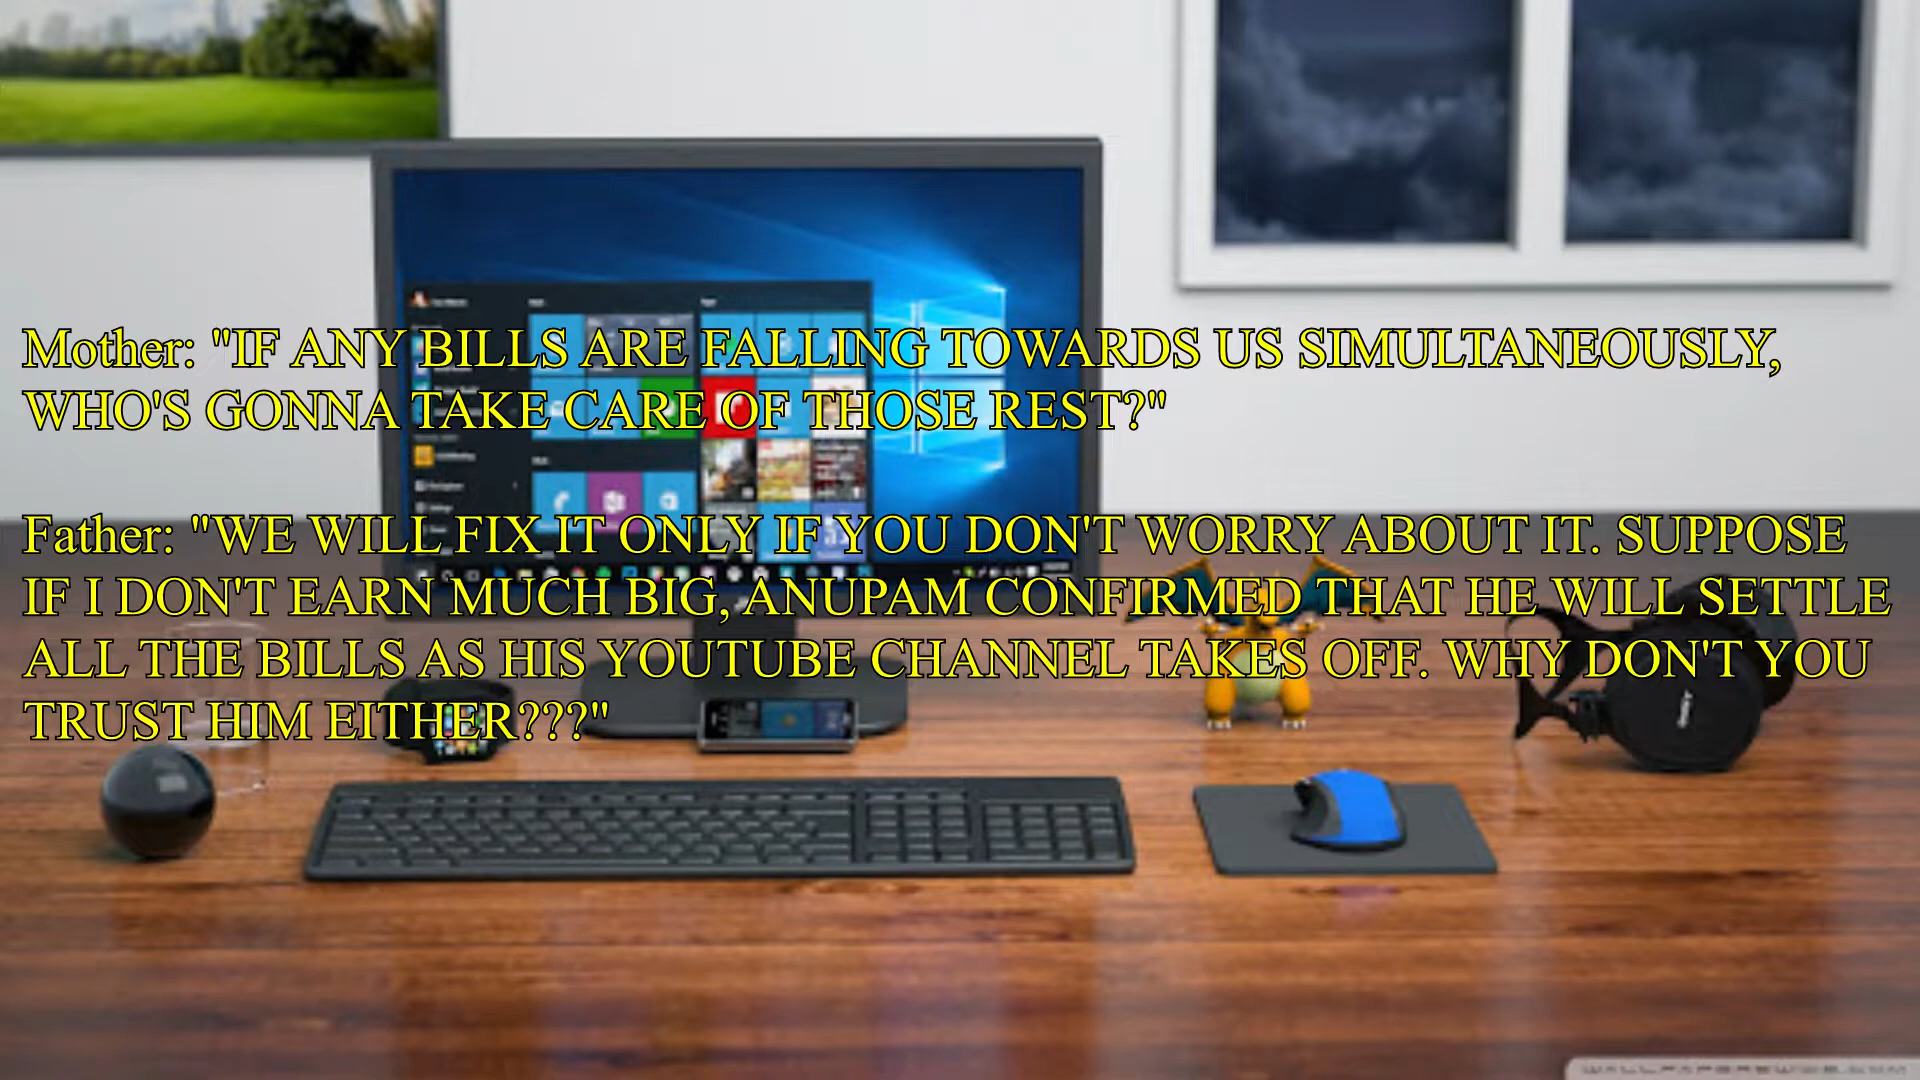 Mother: "IF ANY BILLS ARE FALLING TOWARDS US SIMULTANEOUSLY,
WHO'S GONNA TAKE CARE OF THOSE REST?"
Father: "WE WILL FIX IT ONLY IF YOU DON'T WORRY ABOUT IT. SUPPOSE
IF I DON'T EARN MUCH BIG, ANUPAM CONFIRMED THAT HE WILL SETTLE
ALL THE BILLS AS HIS YOUTUBE CHANNEL TAKES OFF. WHY DON'T YOU
TRUST HIM EITHER???"